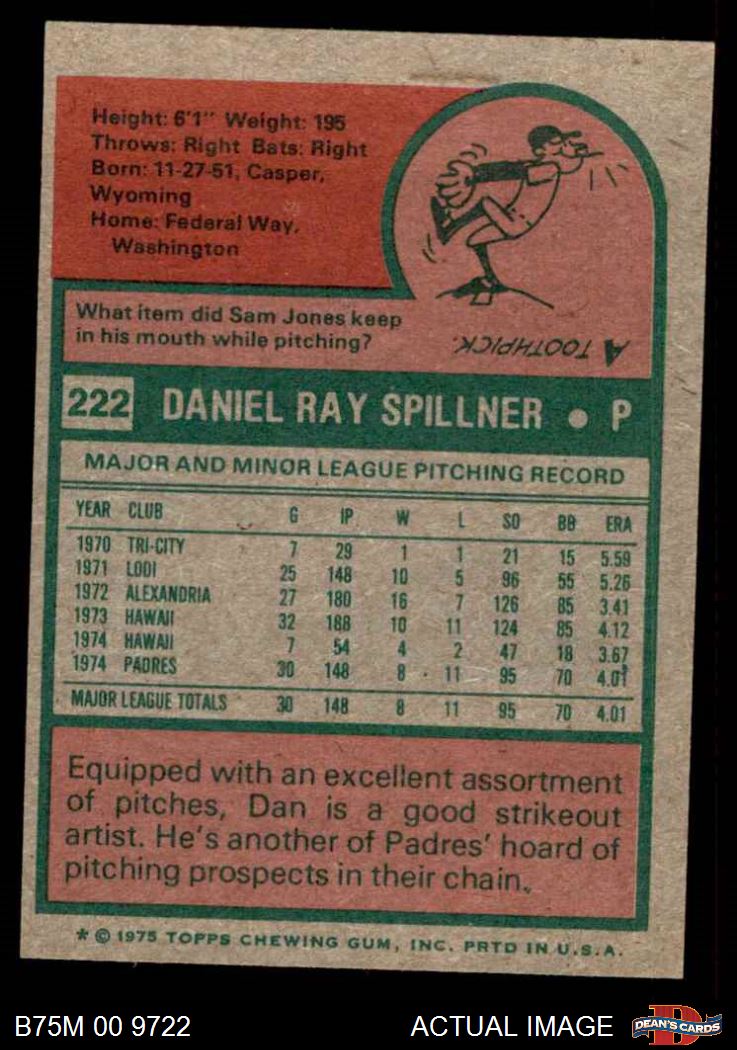 Height: 6'1" Weight: 195
Throws: Right Bats: Right
Born: 11-27-51, Casper,
Wyoming
Home: Federal Way,
Washington
What item did Sam Jones keep
in his mouth while pitching?
A TOOTHPICK.
222 DANIEL RAY SPILLNER • P
MAJOR AND MINOR LEAGUE PITCHING RECORD
YEAR CLUB G IP W L SO BB ERA
1970 TRI-CITY 7 29 1 1 21 15 5.59
1971 LODI 25 148 10 5 96 55 5.26
1972 ALEXANDRIA 27 180 16 7 126 85 3.41
1973 HAWAII 32 188 10 11 124 85 4.12
1974 HAWAII 7 54 4 2 47 18 3.67
1974 PADRES 30 148 8 11 95 70 4.01
MAJOR LEAGUE TOTALS 30 148 8 11 95 70 4.01
Equipped with an excellent assortment
of pitches, Dan is a good strikeout
artist. He's another of Padres' hoard of
pitching prospects in their chain.
* © 1975 TOPPS CHEWING GUM, INC. PRTD IN U.S.A.
B75M 00 9722 ACTUAL IMAGE DEAN'S CARDS